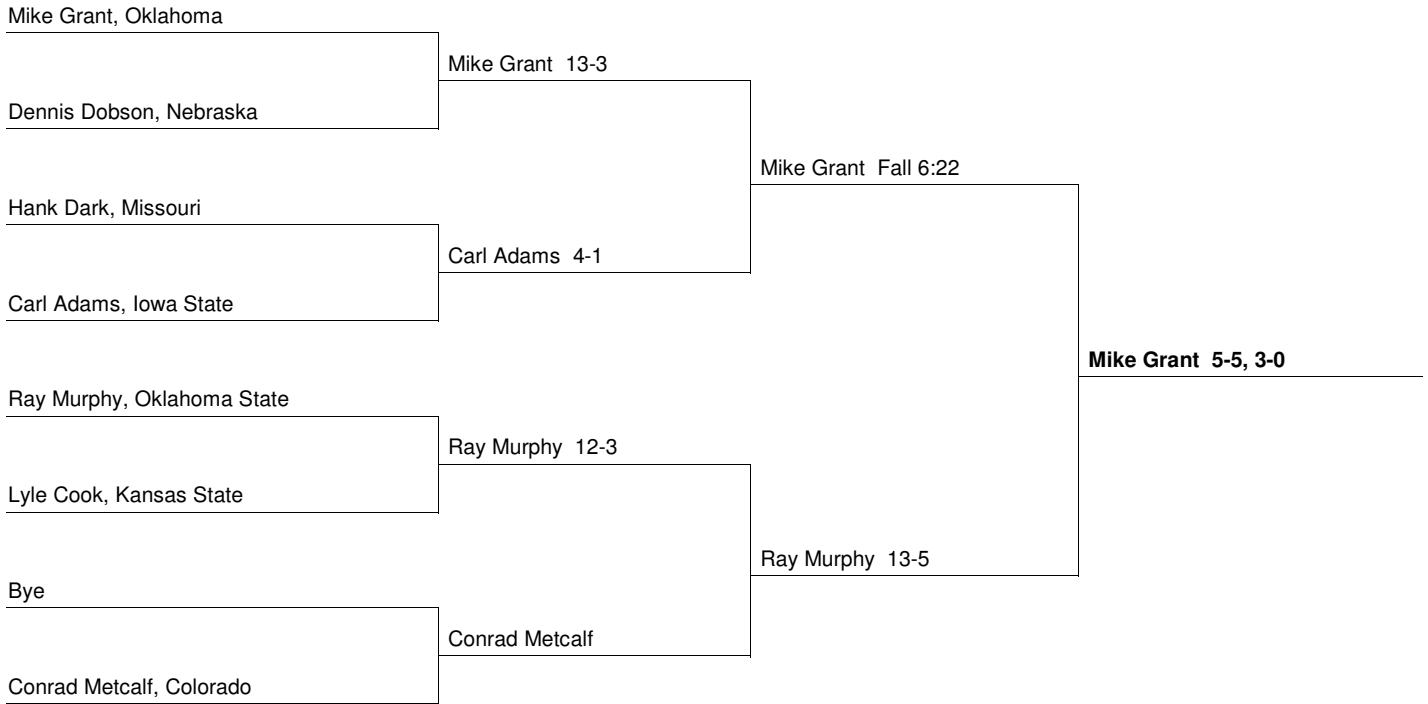 Mike Grant, Oklahoma
Mike Grant 13-3
Dennis Dobson, Nebraska
Mike Grant Fall 6:22
Hank Dark, Missouri
Carl Adams 4-1
Carl Adams, Iowa State
Mike Grant 5-5, 3-0
Ray Murphy, Oklahoma State
Ray Murphy 12-3
Lyle Cook, Kansas State
Ray Murphy 13-5
Bye
Conrad Metcalf
Conrad Metcalf, Colorado